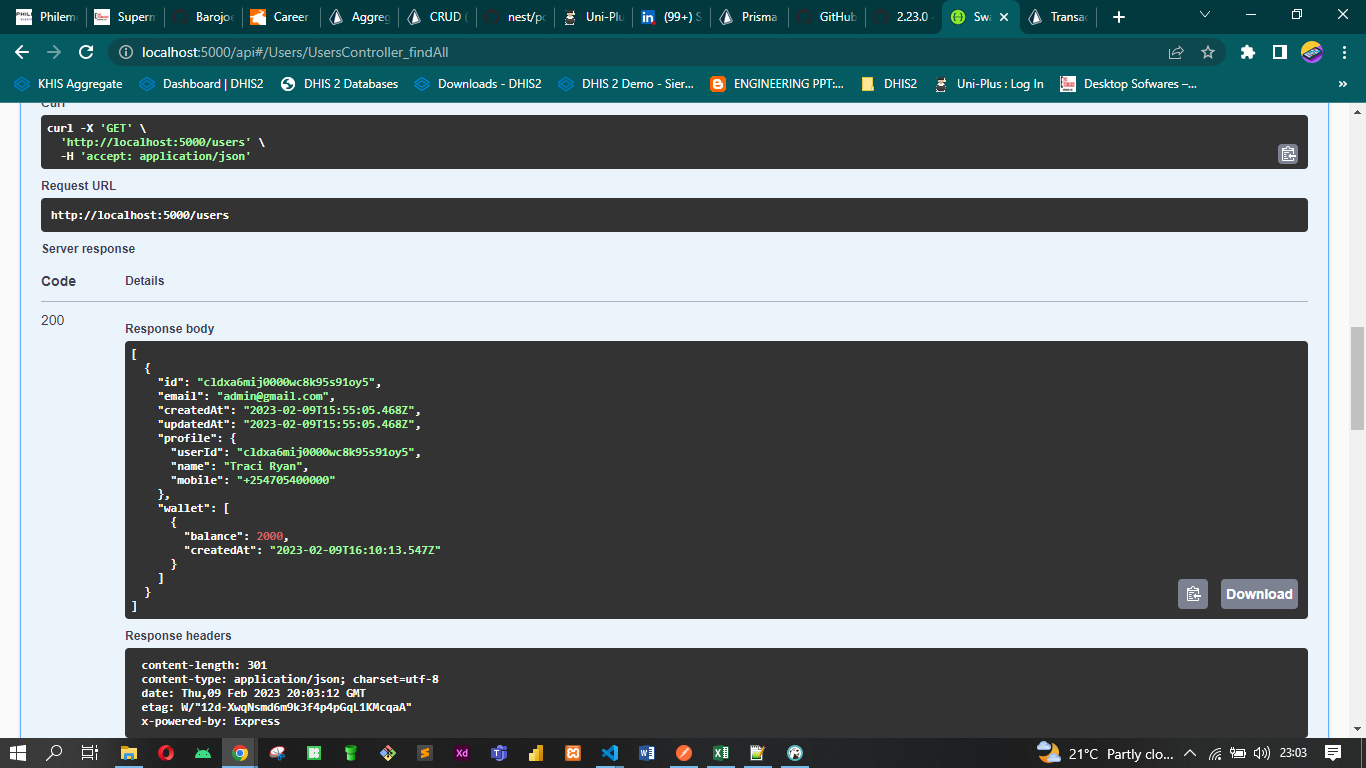 Philem
Superm
Barojo
Career
Aggreg
CRUD (
nest/pc
Uni-Plu
(99+) S
Prisma
GitHub
2.23.0
Swa
Transac
localhost:5000/api#/Users/UsersController_findAll
KHIS Aggregate
Dashboard | DHIS2
DHIS 2 Databases
Downloads - DHIS2
DHIS 2 Demo - Sier...
ENGINEERING PPT:...
DHIS2
Uni-Plus : Log In
Desktop Sofwares –...
»
Curl
curl -X 'GET' \
'http://localhost:5000/users' \
-H 'accept: application/json'
Request URL
http://localhost:5000/users
Server response
Code
Details
200
Response body
[
{
"id": "cldxa6mij0000wc8k95s91oy5",
"email": "admin@gmail.com",
"createdAt": "2023-02-09T15:55:05.468Z",
"updatedAt": "2023-02-09T15:55:05.468Z",
"profile": {
"userId": "cldxa6mij0000wc8k95s91oy5",
"name": "Traci Ryan",
"mobile": "+254705400000"
},
"wallet": [
{
"balance": 2000,
"createdAt": "2023-02-09T16:10:13.547Z"
}
]
}
]
Download
Response headers
content-length: 301
content-type: application/json; charset=utf-8
date: Thu,09 Feb 2023 20:03:12 GMT
etag: W/"12d-XwqNsmd6m9k3f4p4pGqL1KMcqaA"
x-powered-by: Express
21°C Partly clo...
23:03